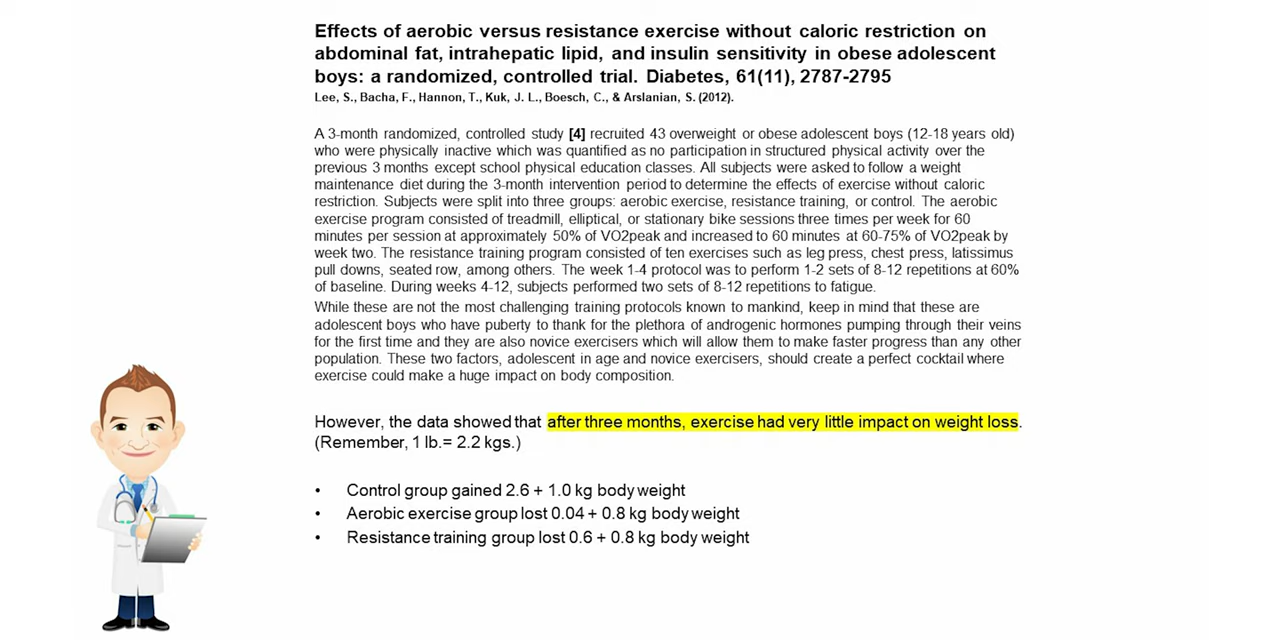 Effects of aerobic versus resistance exercise without caloric restriction on
abdominal fat, intrahepatic lipid, and insulin sensitivity in obese adolescent
boys: a randomized, controlled trial. Diabetes, 61(11), 2787-2795
Lee, S., Bacha, F., Hannon, T., Kuk, J. L., Boesch, C., & Arslanian, S. (2012).
A 3-month randomized, controlled study [4] recruited 43 overweight or obese adolescent boys (12-18 years old)
who were physically inactive which was quantified as no participation in structured physical activity over the
previous 3 months except school physical education classes. All subjects were asked to follow a weight
maintenance diet during the 3-month intervention period to determine the effects of exercise without caloric
restriction. Subjects were split into three groups: aerobic exercise, resistance training, or control. The aerobic
exercise program consisted of treadmill, elliptical, or stationary bike sessions three times per week for 60
minutes per session at approximately 50% of VO2peak and increased to 60 minutes at 60-75% of VO2peak by
week two. The resistance training program consisted of ten exercises such as leg press, chest press, latissimus
pull downs, seated row, among others. The week 1-4 protocol was to perform 1-2 sets of 8-12 repetitions at 60%
of baseline. During weeks 4-12, subjects performed two sets of 8-12 repetitions to fatigue.
While these are not the most challenging training protocols known to mankind, keep in mind that these are
adolescent boys who have puberty to thank for the plethora of androgenic hormones pumping through their veins
for the first time and they are also novice exercisers which will allow them to make faster progress than any other
population. These two factors, adolescent in age and novice exercisers, should create a perfect cocktail where
exercise could make a huge impact on body composition.
However, the data showed that after three months, exercise had very little impact on weight loss.
(Remember, 1 lb.= 2.2 kgs.)
• Control group gained 2.6 + 1.0 kg body weight
• Aerobic exercise group lost 0.04 + 0.8 kg body weight
• Resistance training group lost 0.6 + 0.8 kg body weight